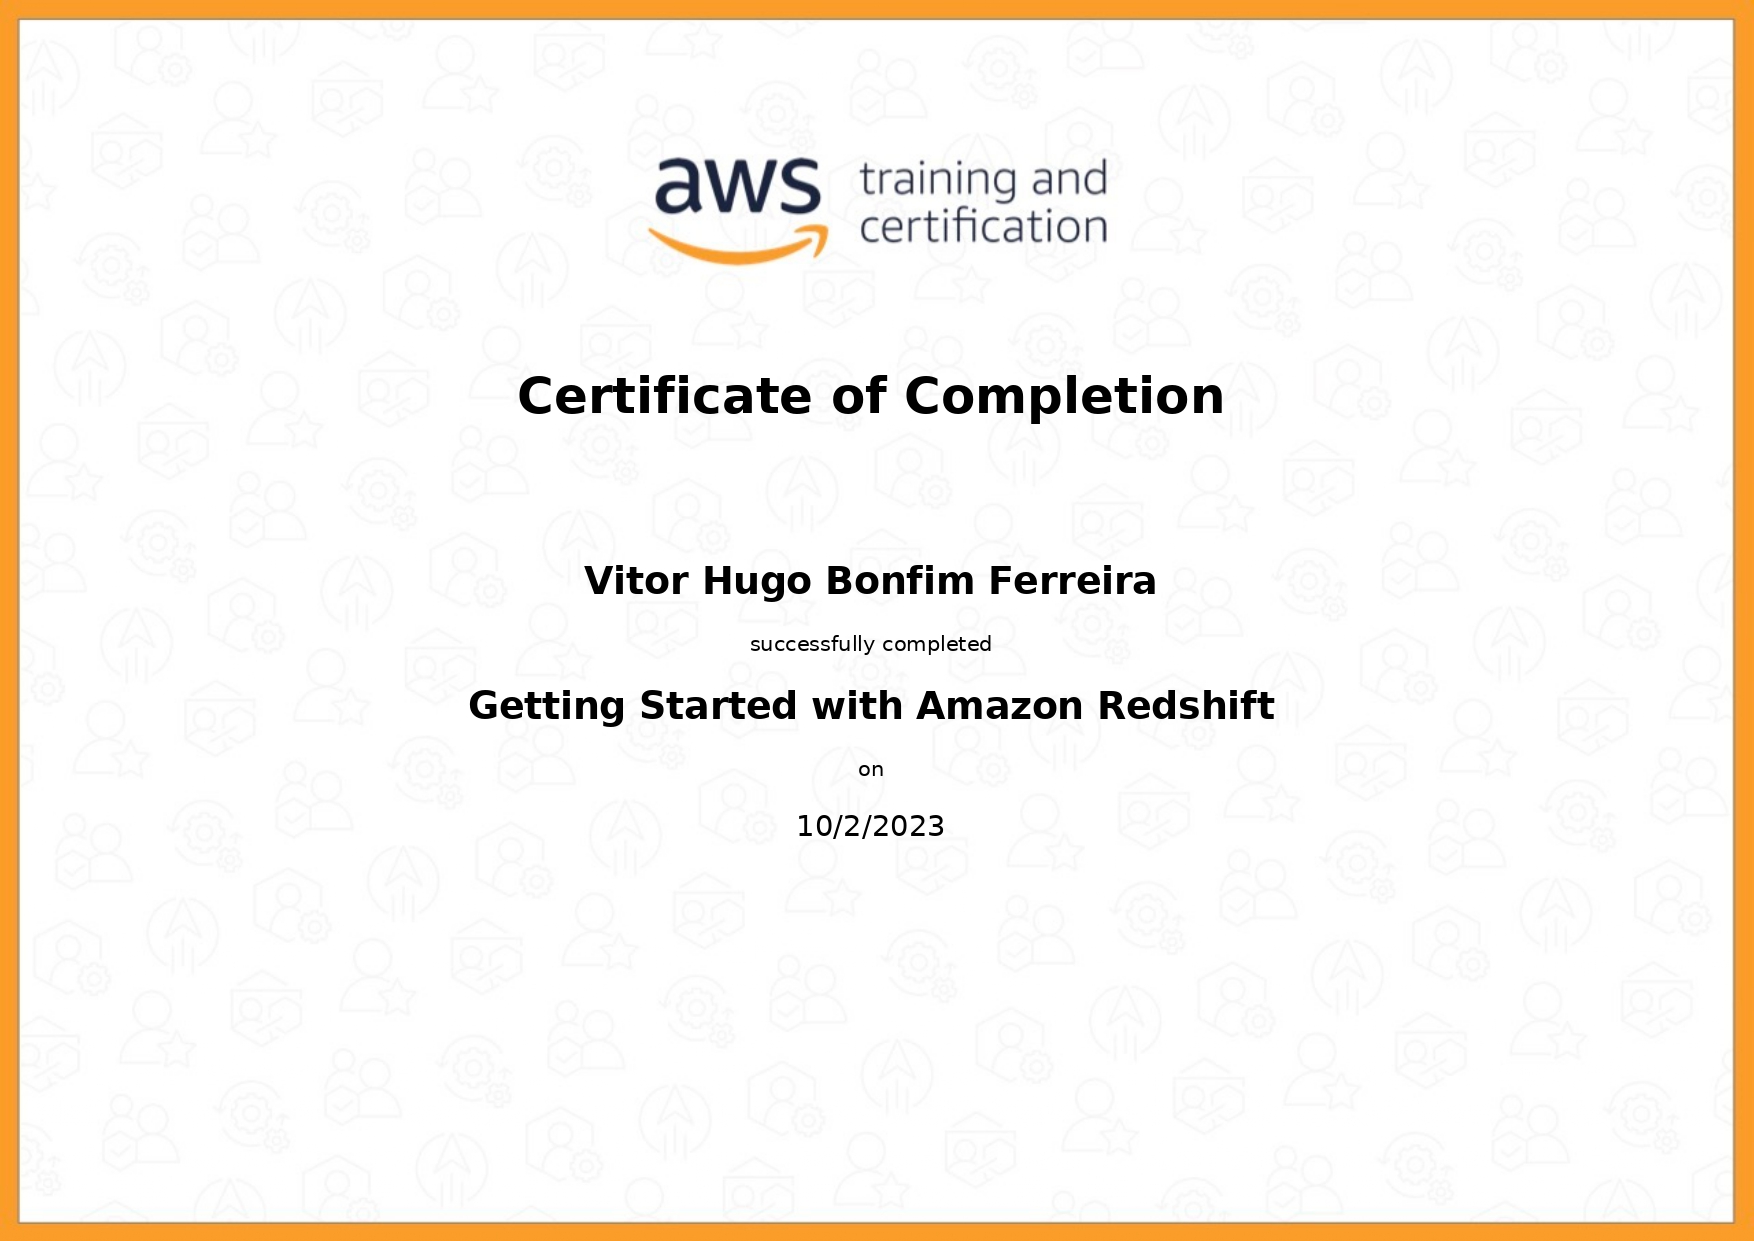 aws training and
certification
Certificate of Completion
Vitor Hugo Bonfim Ferreira
successfully completed
Getting Started with Amazon Redshift
on
10/2/2023